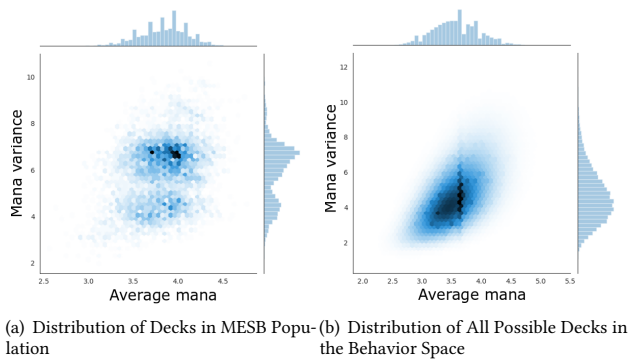 Mana variance
10
8
6
4
2
2.5 3.0 3.5 4.0 4.5
Average mana
Mana variance
12
10
8
6
4
2
2.0 2.5 3.0 3.5 4.0 4.5 5.0 5.5
Average mana
(a) Distribution of Decks in MESB Popu-
lation
(b) Distribution of All Possible Decks in
the Behavior Space